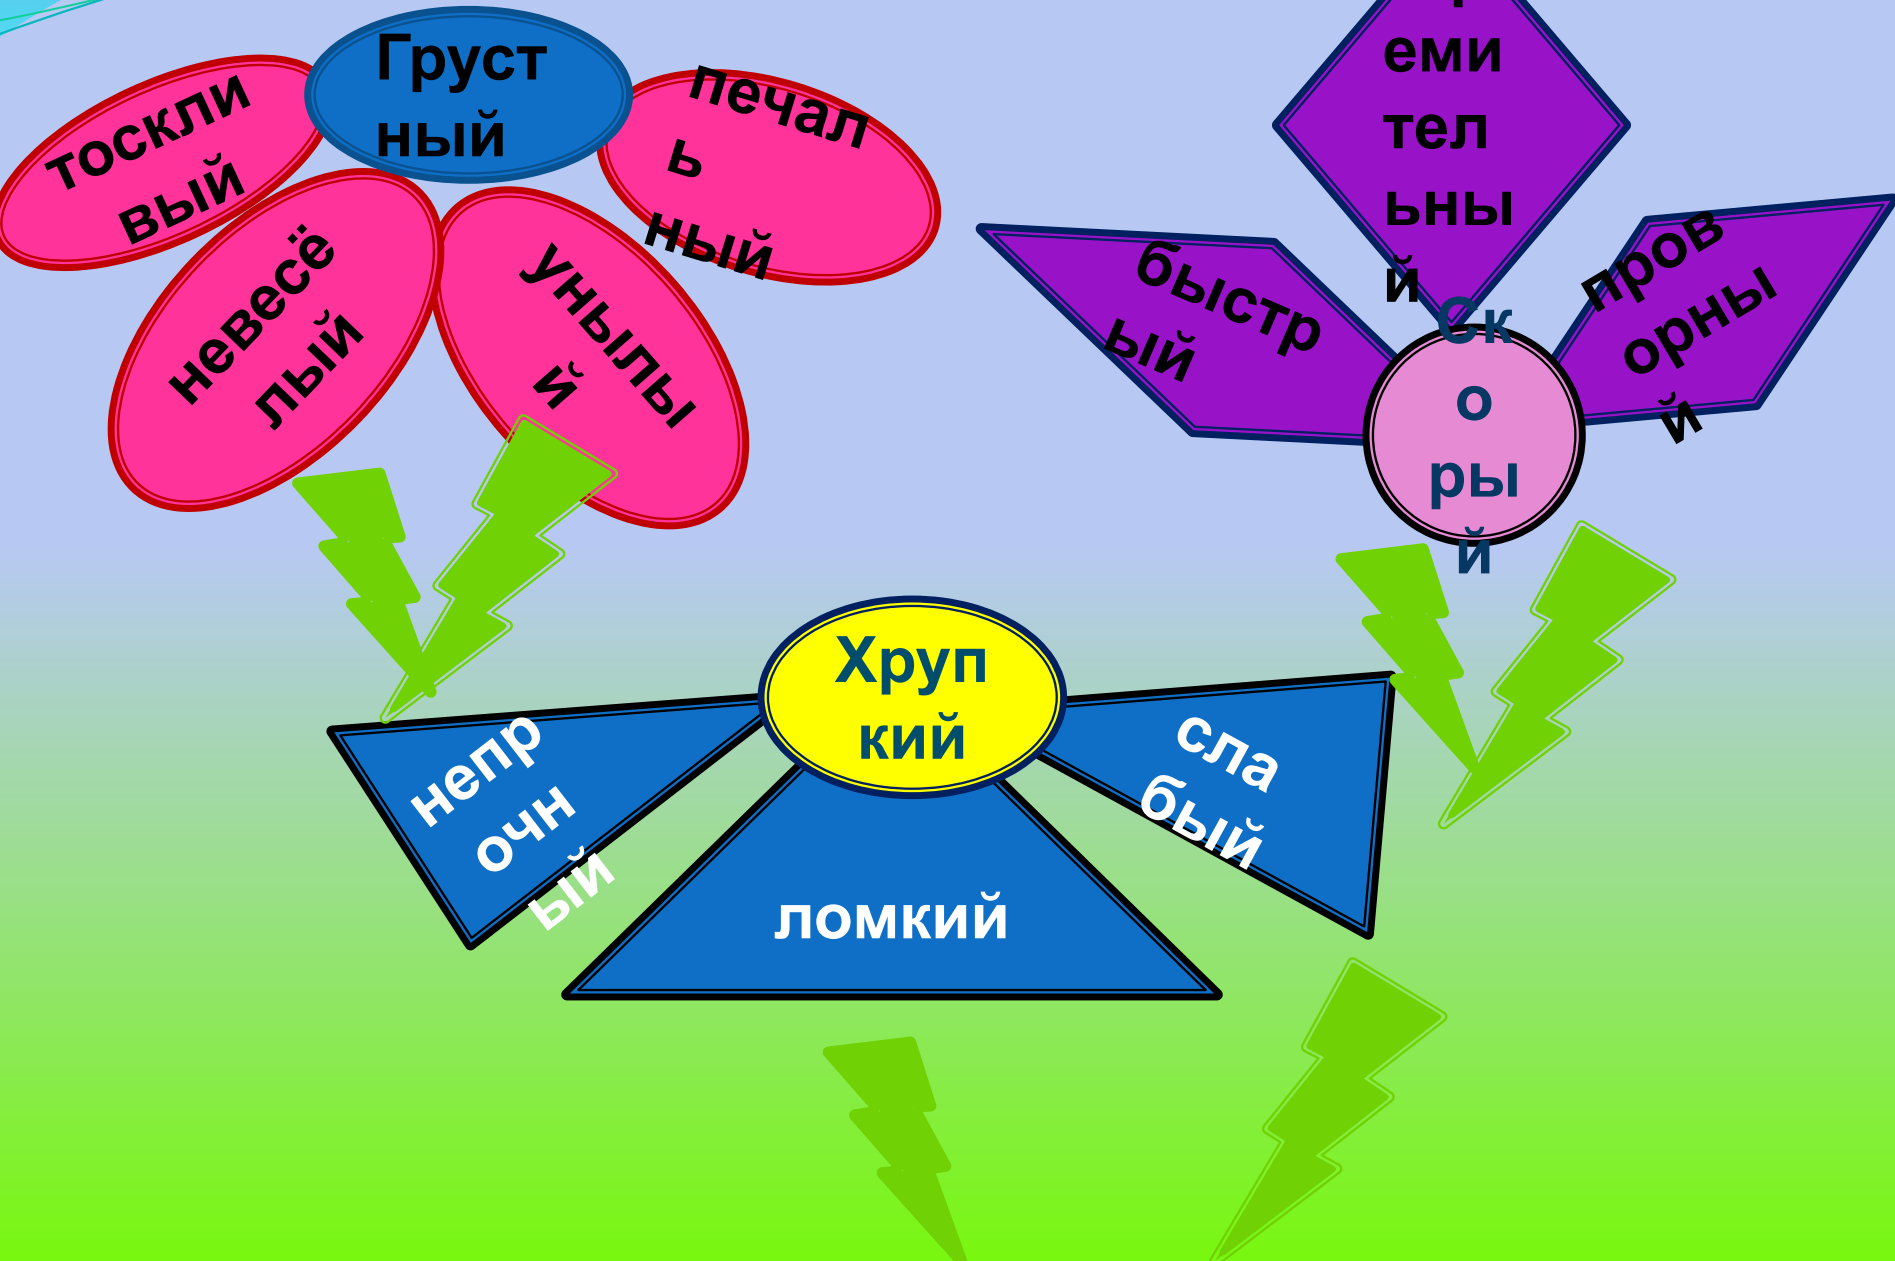 Груст
ный
тоскли
вый
невесё
лый
унылы
й
печал
ь
ный
еми
тел
ьны
й
быстр
ый
пров
орны
й
Ск
о
ры
й
Хруп
кий
непр
очн
ый
ломкий
сла
бый